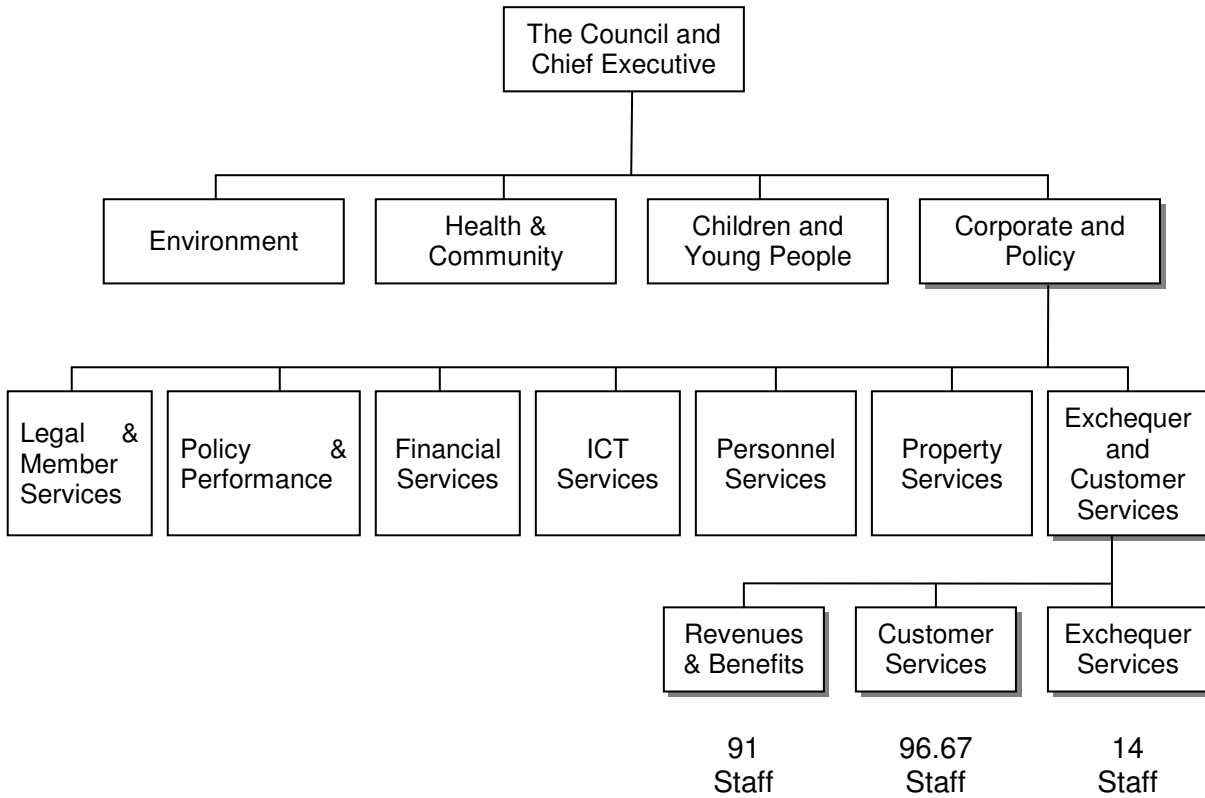 The Council and
Chief Executive
Environment
Health &
Community
Children and
Young People
Corporate and
Policy
Legal &
Member
Services
Policy &
Performance
Financial
Services
ICT
Services
Personnel
Services
Property
Services
Exchequer
and
Customer
Services
Revenues
& Benefits
Customer
Services
Exchequer
Services
91
Staff
96.67
Staff
14
Staff